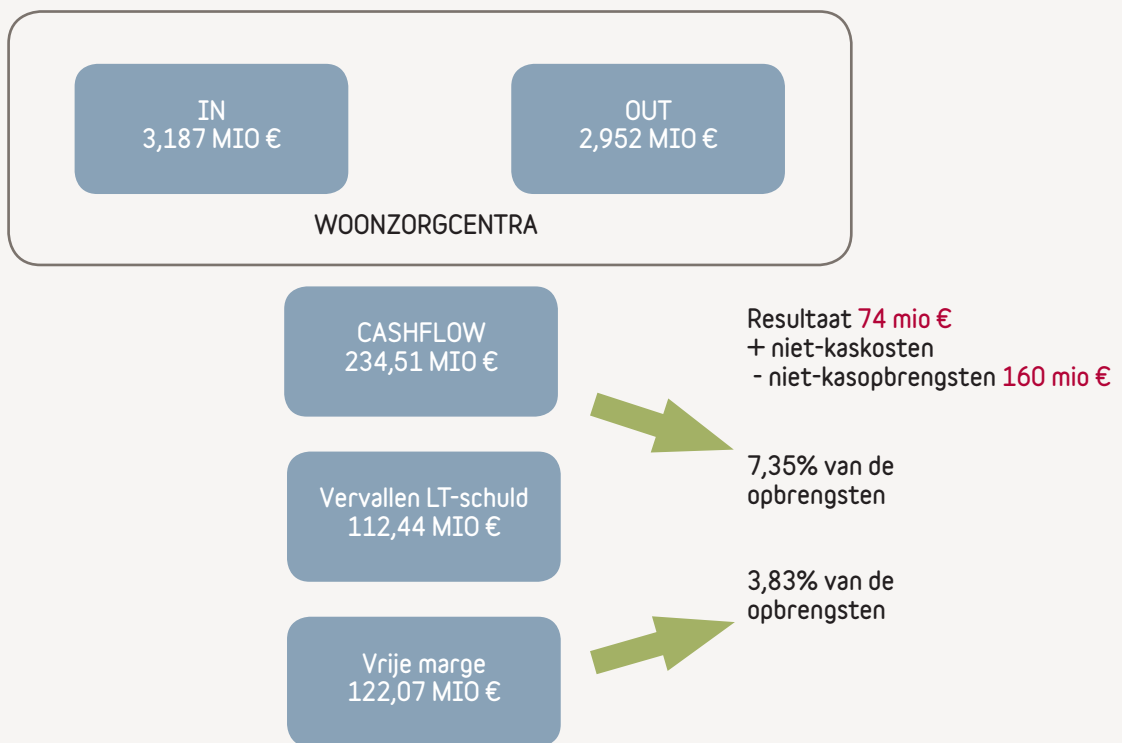 IN
3,187 MIO €
OUT
2,952 MIO €
WOONZORGCENTRA
CASHFLOW
234,51 MIO €
Resultaat 74 mio €
+ niet-kaskosten
- niet-kasopbrengsten 160 mio €
7,35% van de
opbrengsten
Vervallen LT-schuld
112,44 MIO €
3,83% van de
opbrengsten
Vrije marge
122,07 MIO €